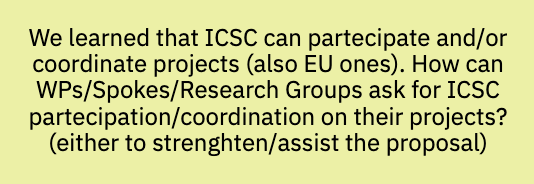 We learned that ICSC can partecipate and/or
coordinate projects (also EU ones). How can
WPs/Spokes/Research Groups ask for ICSC
partecipation/coordination on their projects?
(either to strenghten/assist the proposal)